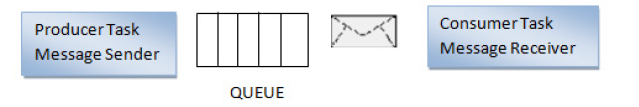 Producer Task
Message Sender
QUEUE
Consumer Task
Message Receiver